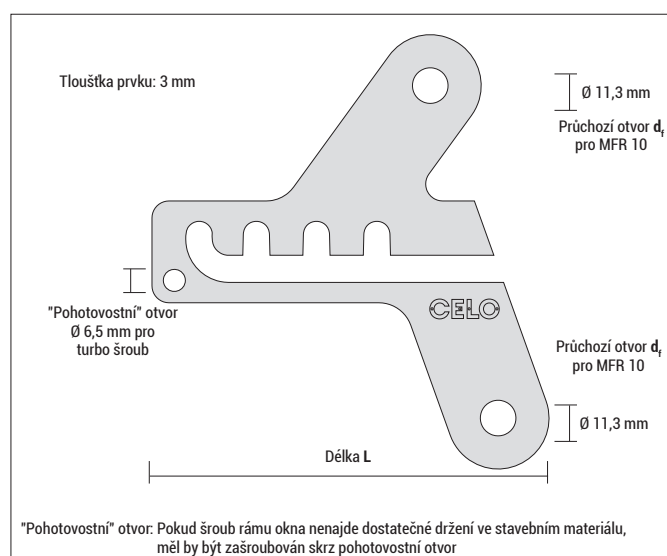 Tloušťka prvku: 3 mm
Ø 11,3 mm
Průchozí otvor df
pro MFR 10
"Pohotovostní" otvor
Ø 6,5 mm pro
turbo šroub
CELO
Průchozí otvor df
pro MFR 10
Ø 11,3 mm
Délka L
"Pohotovostní" otvor: Pokud šroub rámu okna nenajde dostatečné držení ve stavebním materiálu,
měl by být zašroubován skrz pohotovostní otvor